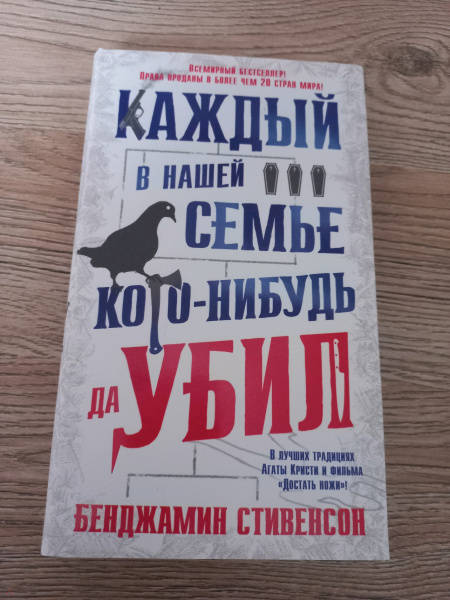 Всемирный бестселлер!
Права проданы в более чем 20 стран мира!
Каждый
в нашей
семье
кого-нибудь
да убил
В лучших традициях
Агаты Кристи и фильма
«Достать ножи»!
Бенджамин Стивенсон